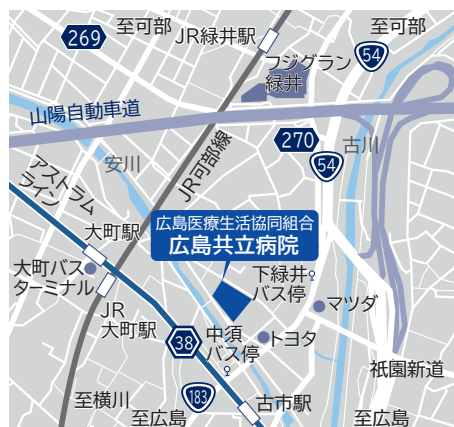 至可部
至可部
269
JR緑井駅
54
フジグラン
緑井
山陽自動車道
270
古川
54
安川
JR可部線
アストラム
ライン
広島医療生活協同組合
広島共立病院
大町駅
下緑井
バス停
大町バス
ターミナル
マツダ
JR
大町駅
中須
バス停
トヨタ
38
祇園新道
183
至横川
古市駅
至広島
至広島